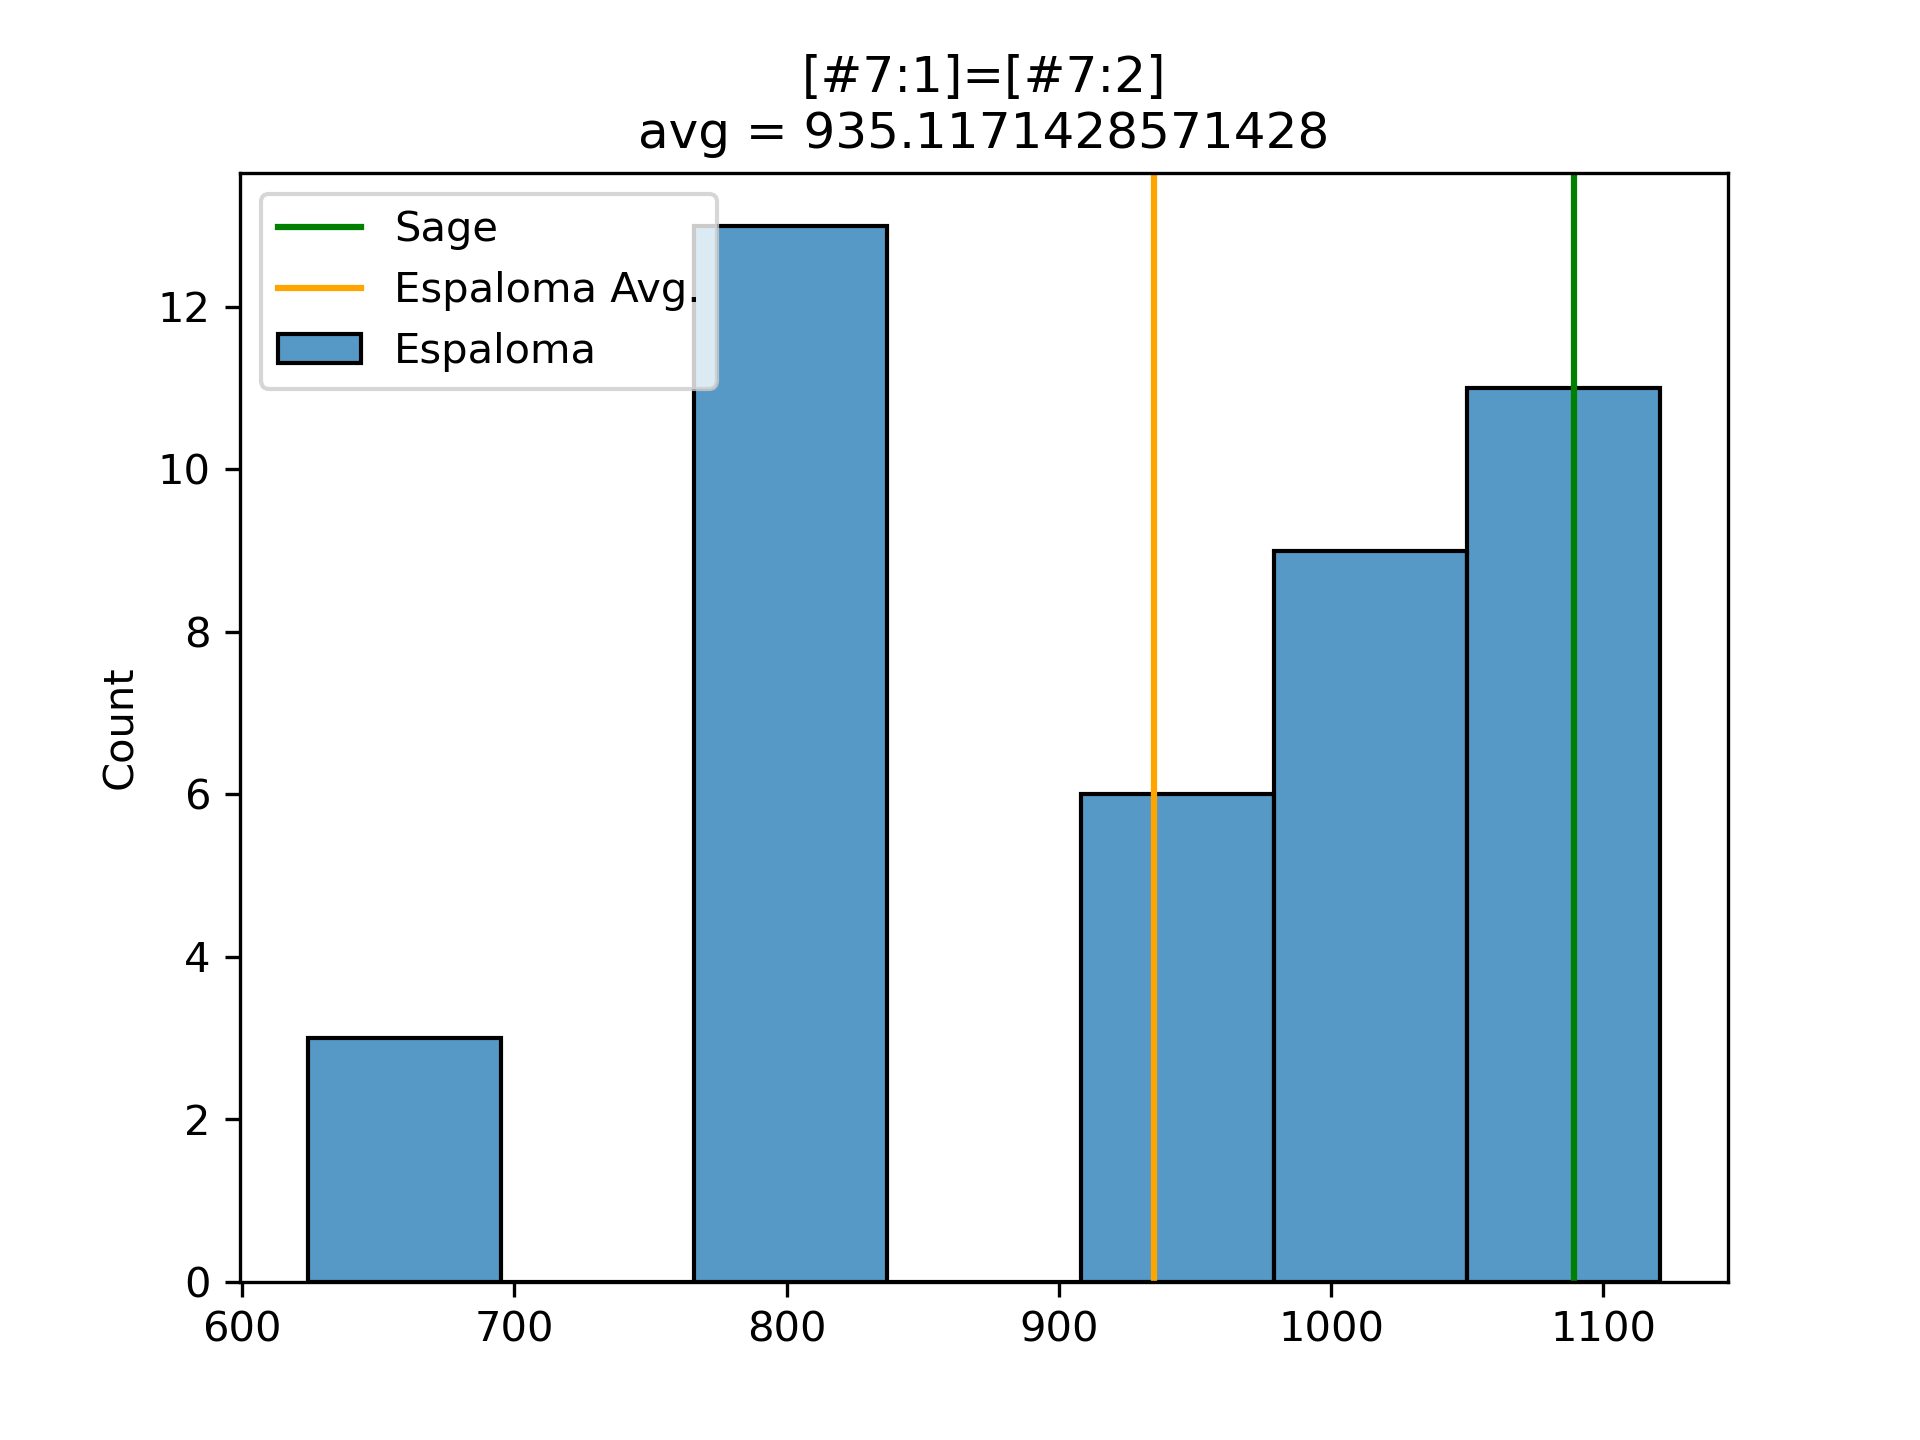 [#7:1]=[#7:2]
avg = 935.1171428571428
Sage
Espaloma Avg.
Espaloma
Count
12
10
8
6
4
2
0
600 700 800 900 1000 1100